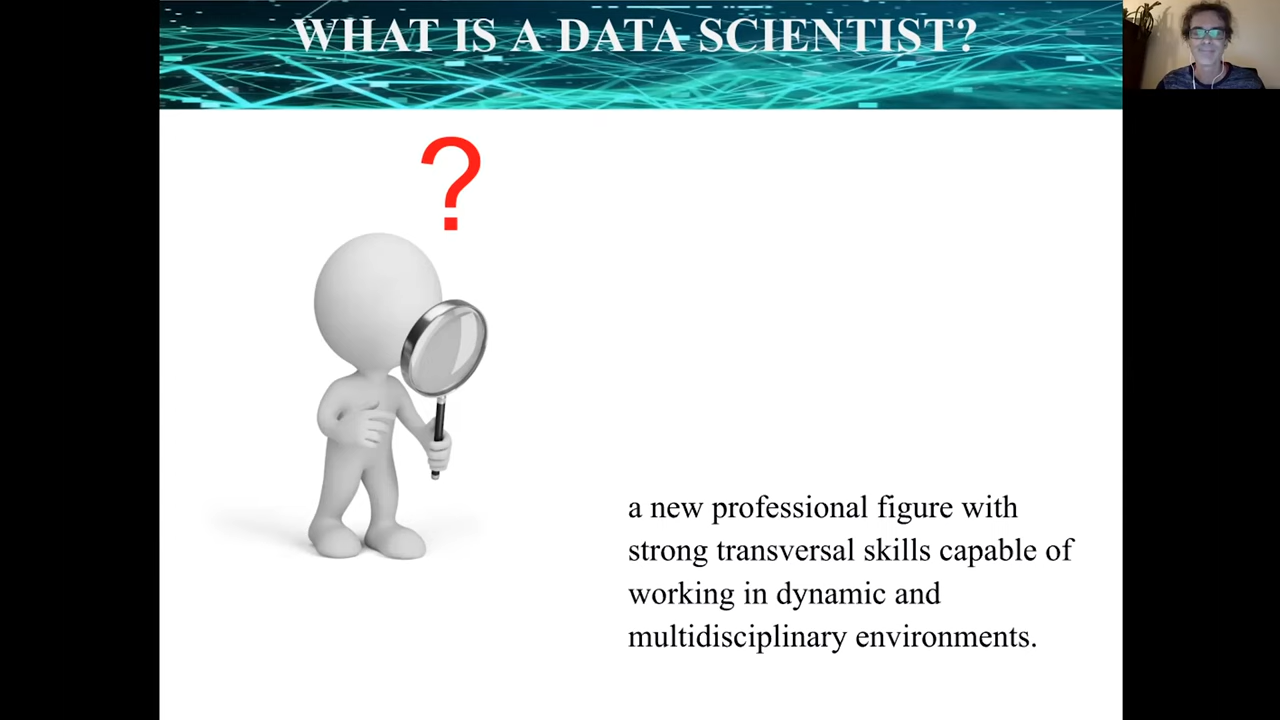 WHAT IS A DATA SCIENTIST?
?
a new professional figure with
strong transversal skills capable of
working in dynamic and
multidisciplinary environments.